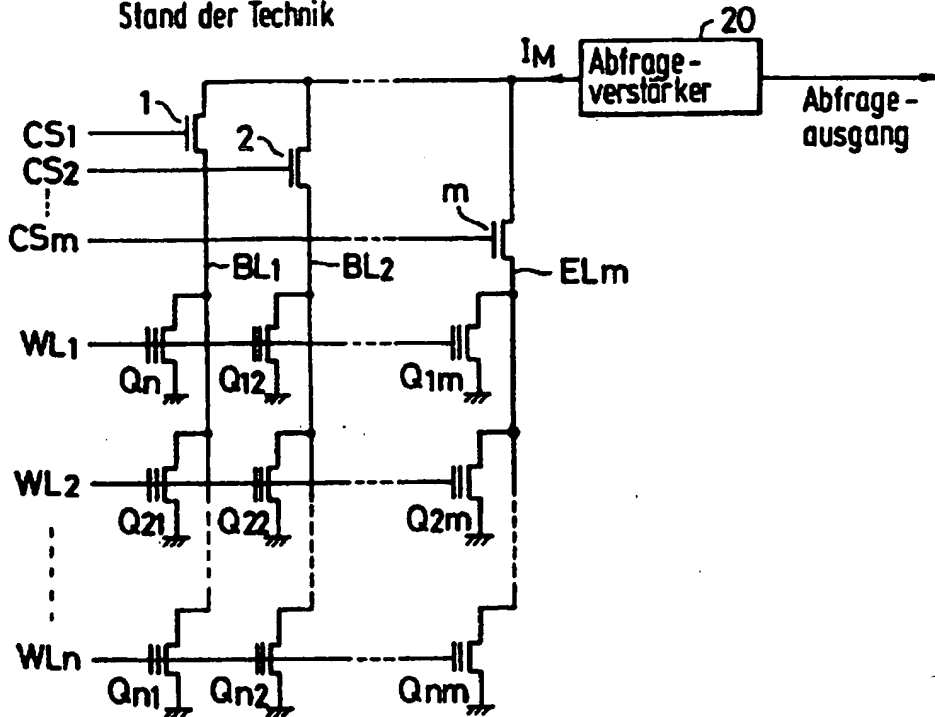 Stand der Technik
20
IM
Abfrage-
verstärker
Abfrage-
ausgang
1
CS1
2
CS2
m
CSm
BL1
BL2
ELm
WL1
Qn
Q12
Q1m
WL2
Q21
Q22
Q2m
WLn
Qn1
Qn2
Qnm